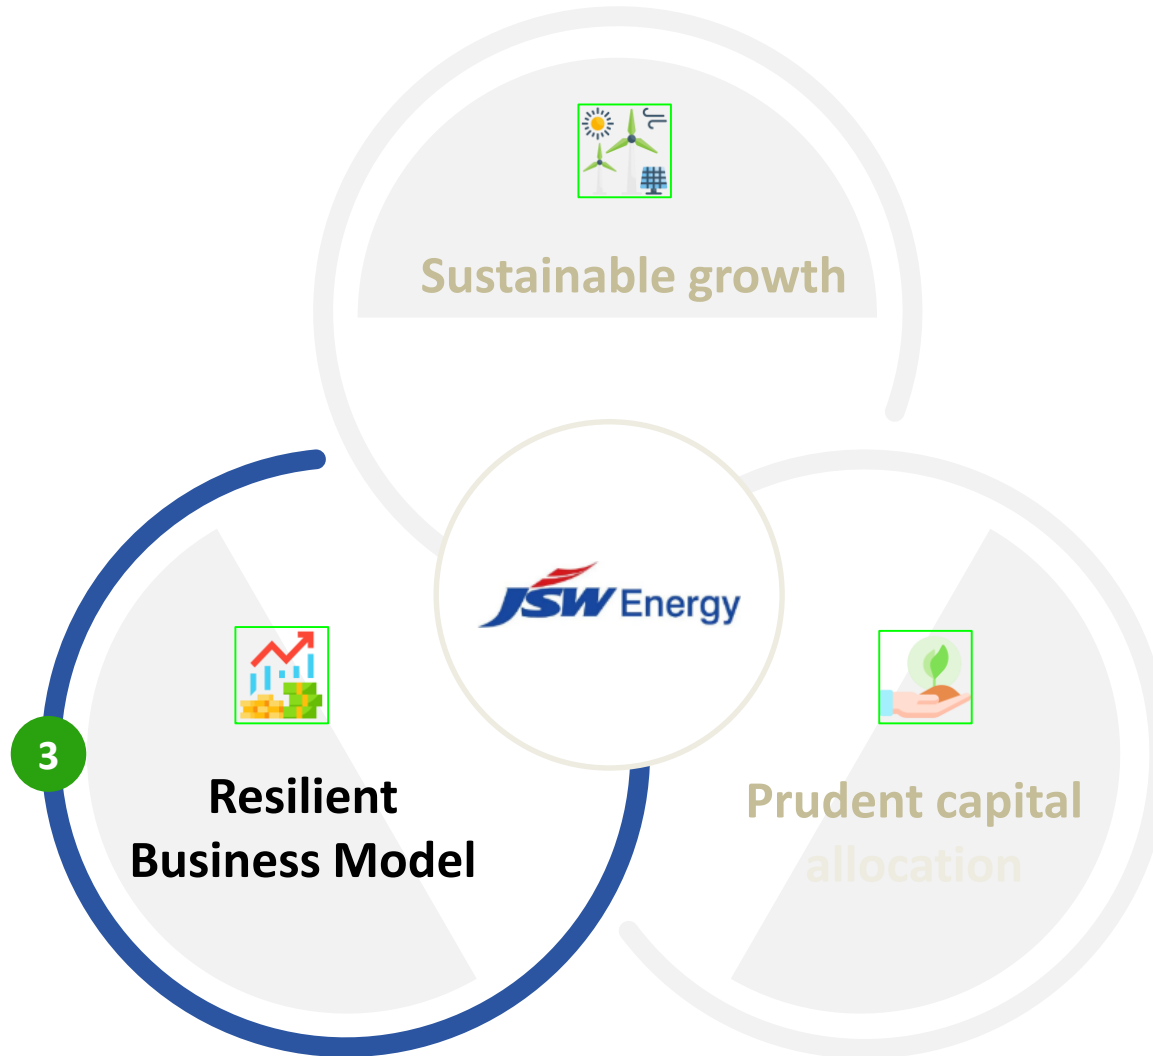 Sustainable growth
JSW Energy
3
Resilient
Business Model
Prudent capital
allocation